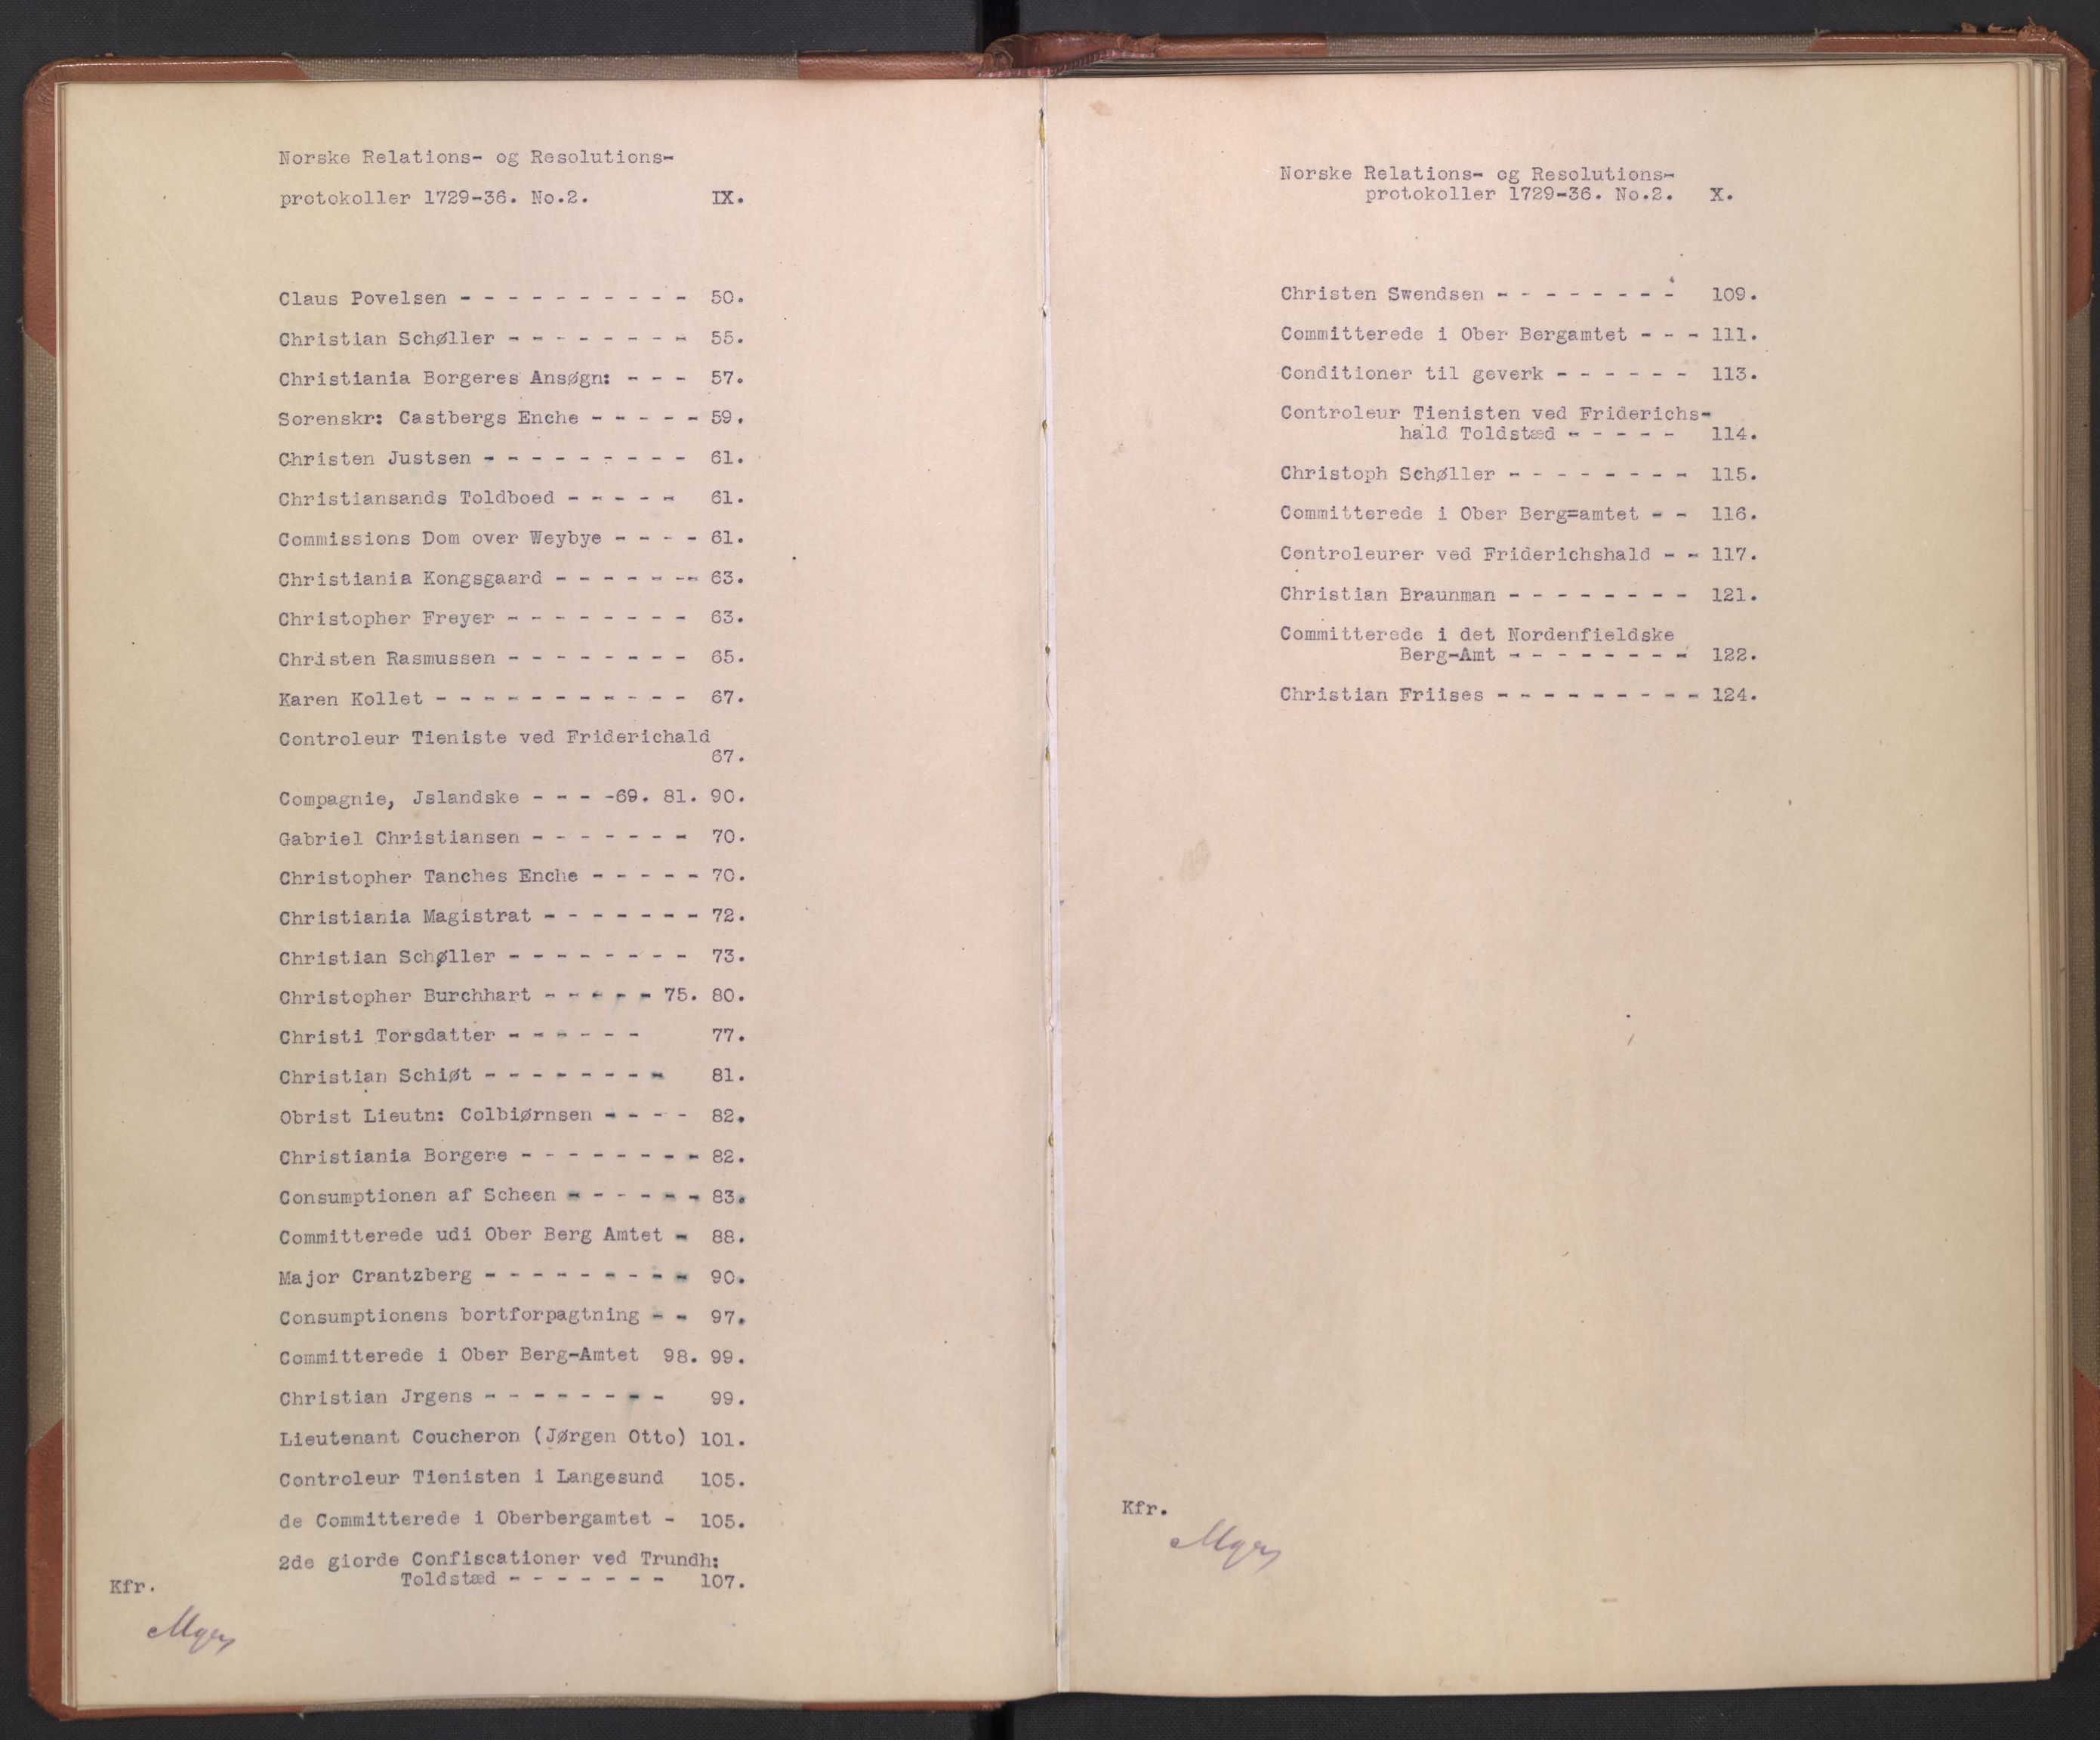 Norske Relations- og Resolutions-
protokoller 1729-36. No.2. IX.
Claus Povelsen - - - - - - - - - - 50.
Christian Schøller - - - - - - - - 55.
Christiania Borgeres Ansøgn: - - - 57.
Sorenskr: Castbergs Enche - - - - - 59.
Christen Justsen - - - - - - - - - 61.
Christiansands Toldboed - - - - - 61.
Commissions Dom over Weybye - - - - 61.
Christiania Kongsgaard - - - - - -- 63.
Christopher Freyer - - - - - - - - 63.
Christen Rasmussen - - - - - - - - 65.
Karen Kollet - - - - - - - - - - - 67.
Controleur Tieniste ved Friderichald
67.
Compagnie, Jslandske - - - -69. 81. 90.
Gabriel Christiansen - - - - - - - 70.
Christopher Tanches Enche - - - - - 70.
Christiania Magistrat - - - - - - - 72.
Christian Schøller - - - - - - - - 73.
Christopher Burchhart - - - - - 75. 80.
Christi Torsdatter - - - - - - 77.
Christian Schiøt - - - - - - - - 81.
Obrist Lieutn: Colbiørnsen - - - - 82.
Christiania Borgere - - - - - - - - 82.
Consumptionen af Scheen - - - - - - 83.
Committerede udi Ober Berg Amtet - 88.
Major Crantzberg - - - - - - - - - 90.
Consumptionens bortforpagtning - - 97.
Committerede i Ober Berg-Amtet 98. 99.
Christian Jrgens - - - - - - - - 99.
Lieutenant Coucheron (Jørgen Otto) 101.
Controleur Tienisten i Langesund 105.
de Committerede i Oberbergamtet - 105.
2de giorde Confiscationer ved Trundh:
Toldstæd - - - - - - - 107.
Kfr.
Norske Relations- og Resolutions-
protokoller 1729-36. No.2. X.
Christen Swendsen - - - - - - - - 109.
Committerede i Ober Bergamtet - - - 111.
Conditioner til geverk - - - - - - 113.
Controleur Tienisten ved Friderichs-
hald Toldstæd - - - - - 114.
Christoph Schøller - - - - - - - - 115.
Committerede i Ober Berg=amtet - - 116.
Controleurer ved Friderichshald - - 117.
Christian Braunman - - - - - - - - 121.
Committerede i det Nordenfieldske
Berg-Amt - - - - - - - - 122.
Christian Friises - - - - - - - - - 124.
Kfr.